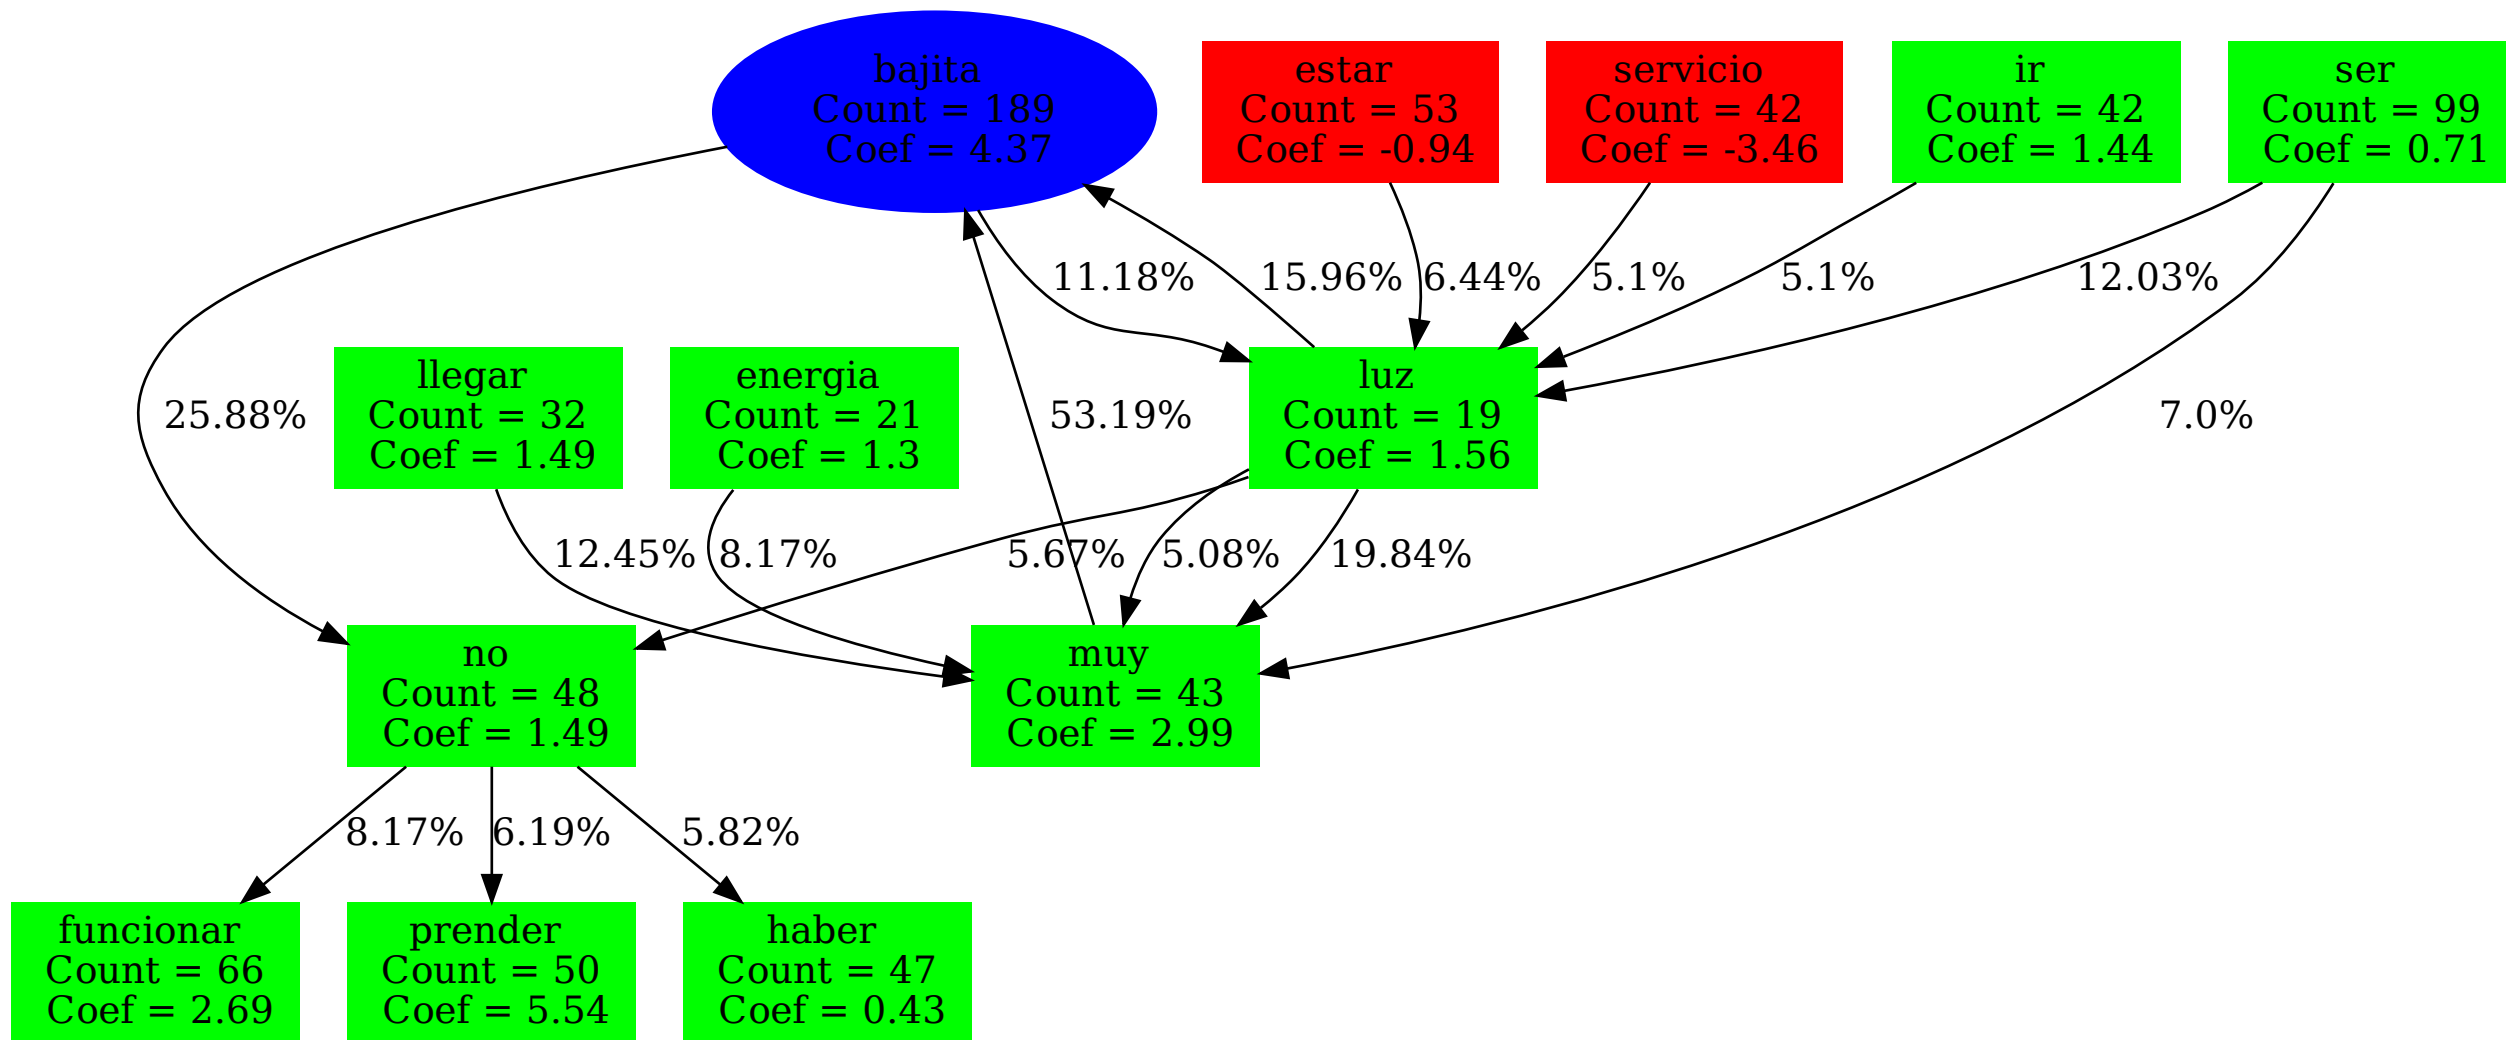 bajita
Count = 189
Coef = 4.37
estar
Count = 53
Coef = -0.94
servicio
Count = 42
Coef = -3.46
ir
Count = 42
Coef = 1.44
ser
Count = 99
Coef = 0.71
11.18%
15.96%
6.44%
5.1%
5.1%
12.03%
25.88%
llegar
Count = 32
Coef = 1.49
energia
Count = 21
Coef = 1.3
53.19%
luz
Count = 19
Coef = 1.56
7.0%
12.45%
8.17%
5.67%
5.08%
19.84%
no
Count = 48
Coef = 1.49
muy
Count = 43
Coef = 2.99
8.17%
6.19%
5.82%
funcionar
Count = 66
Coef = 2.69
prender
Count = 50
Coef = 5.54
haber
Count = 47
Coef = 0.43